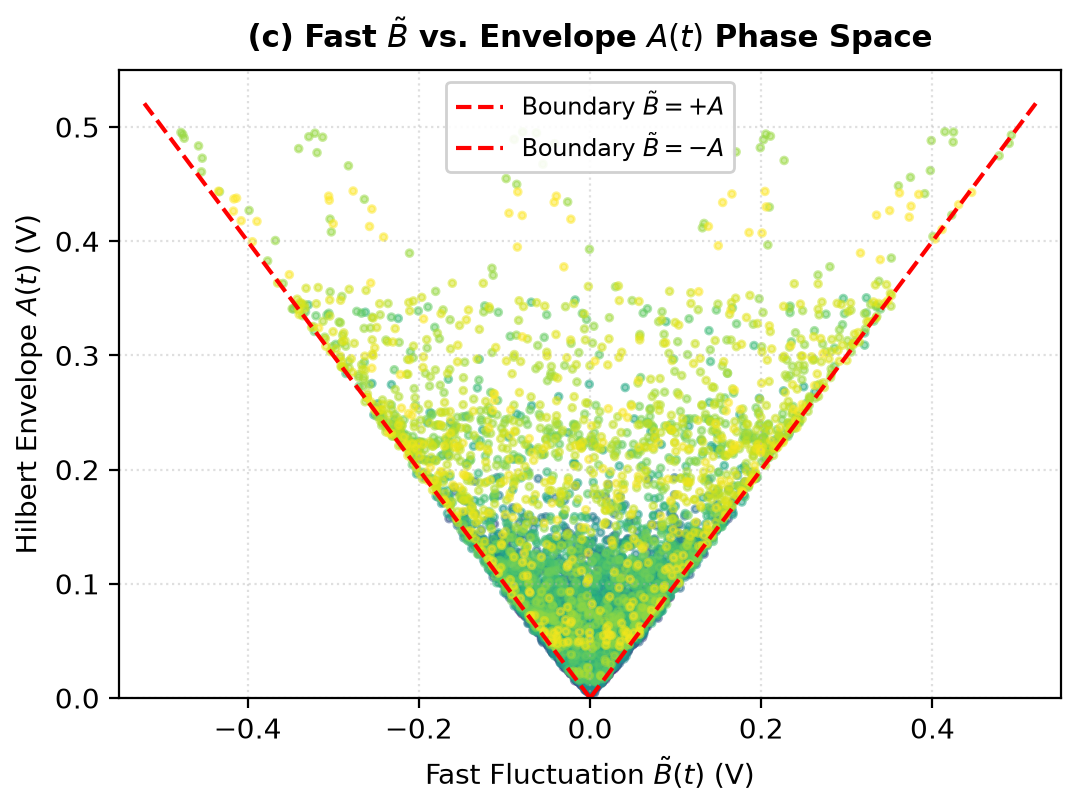 (c) Fast B̃ vs. Envelope A(t) Phase Space
Boundary B̃ = +A
Boundary B̃ = −A
Hilbert Envelope A(t) (V)
0.5
0.4
0.3
0.2
0.1
0.0
−0.4 −0.2 0.0 0.2 0.4
Fast Fluctuation B̃(t) (V)